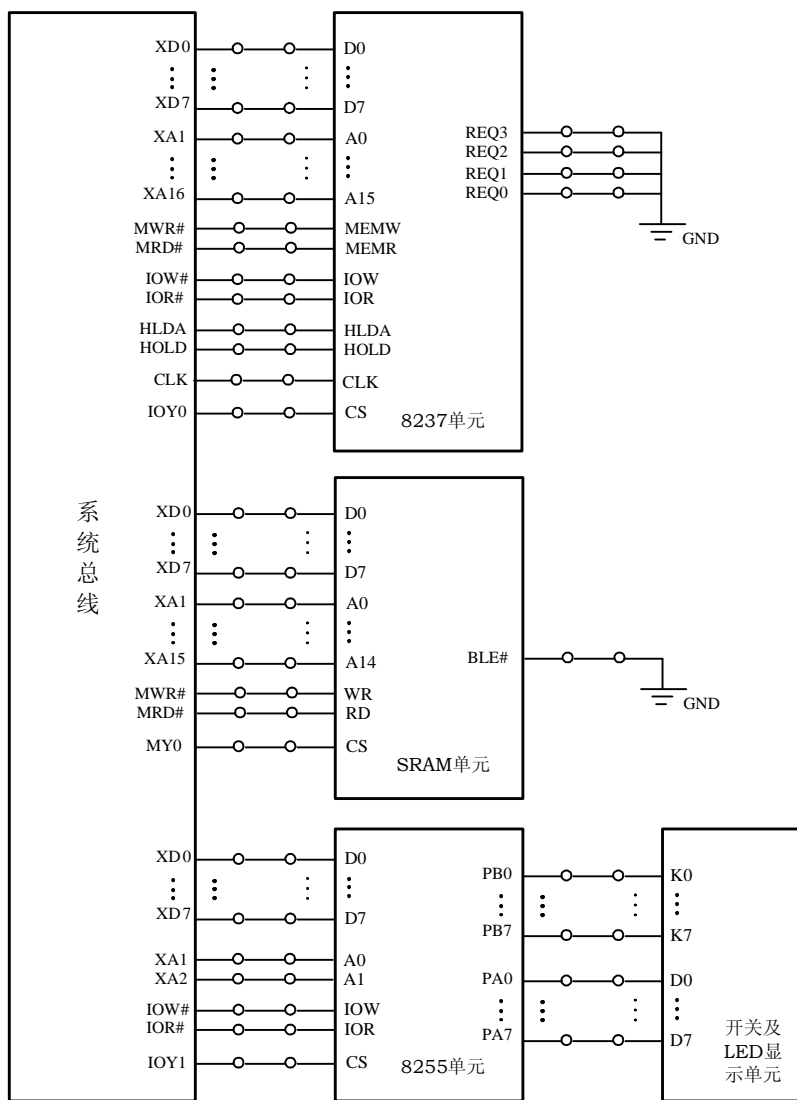 系统总线
XD0 D0
XD7 D7
XA1 A0
XA16 A15
MWR# MEMW
MRD# MEMR
IOW# IOW
IOR# IOR
HLDA HLDA
HOLD HOLD
CLK CLK
IOY0 CS
8237单元
REQ3
REQ2
REQ1
REQ0
GND
XD0 D0
XD7 D7
XA1 A0
XA15 A14
MWR# WR
MRD# RD
MY0 CS
SRAM单元
BLE#
GND
XD0 D0
XD7 D7
XA1 A0
XA2 A1
IOW# IOW
IOR# IOR
IOY1 CS
8255单元
PB0 K0
PB7 K7
PA0 D0
PA7 D7
开关及
LED显
示单元